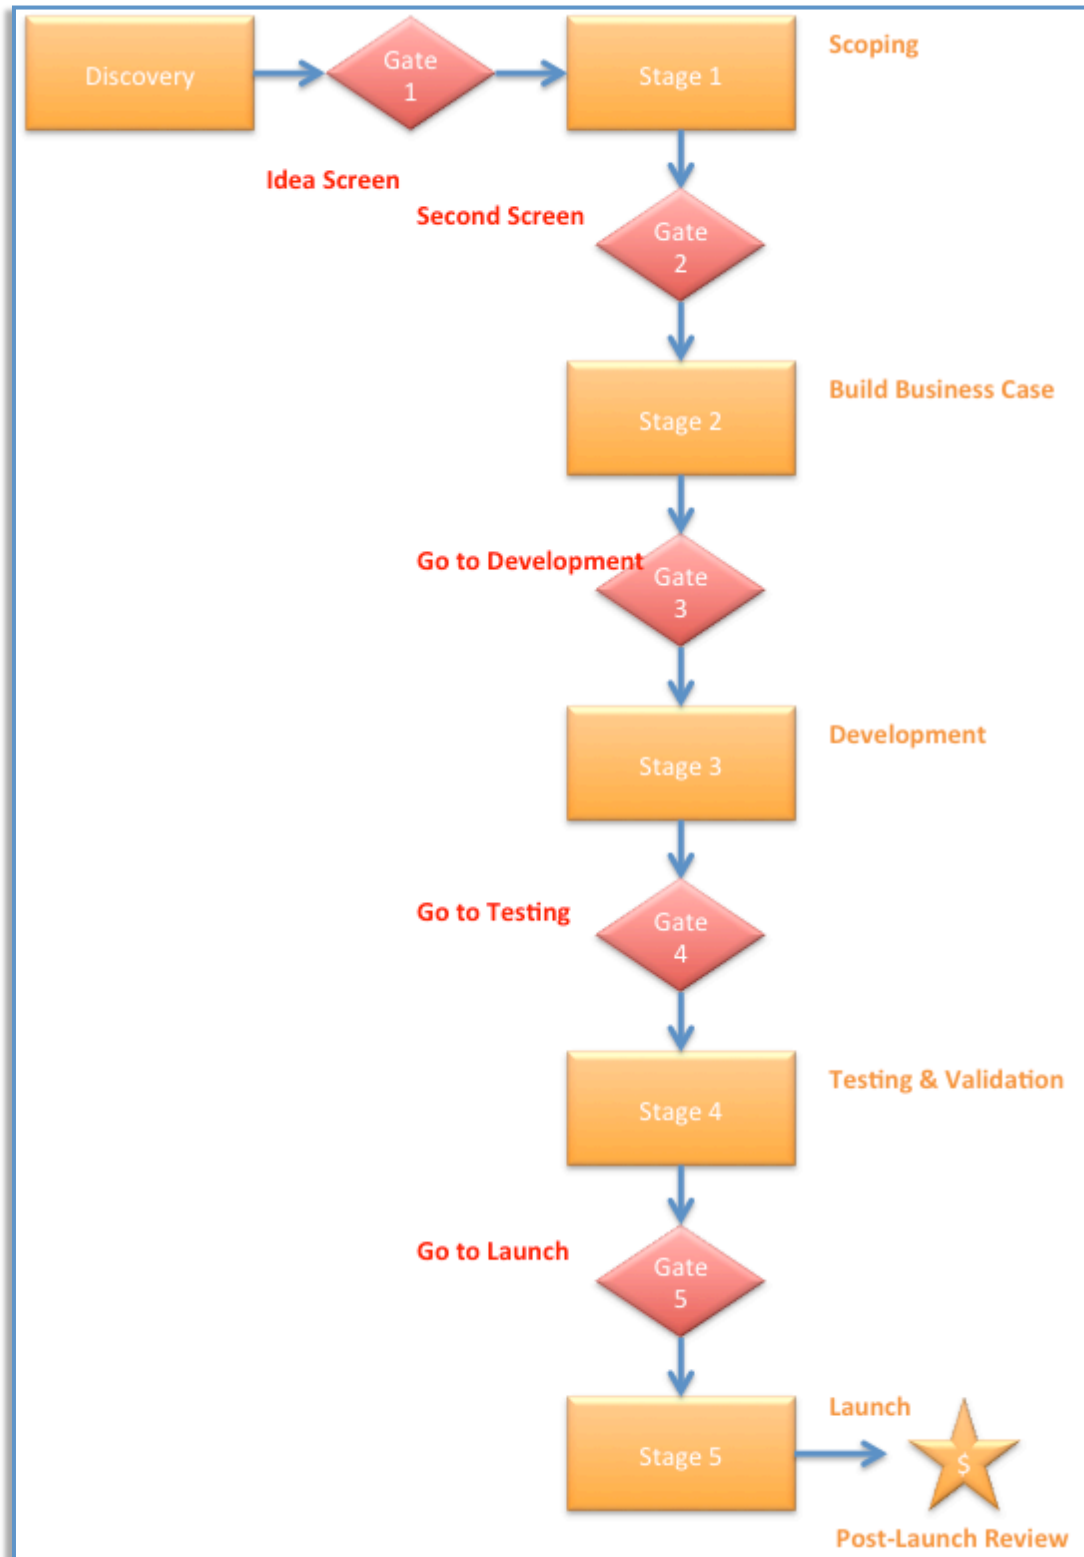 Discovery
Gate
1
Stage 1
Scoping
Idea Screen
Second Screen
Gate
2
Stage 2
Build Business Case
Go to Development
Gate
3
Stage 3
Development
Go to Testing
Gate
4
Stage 4
Testing & Validation
Go to Launch
Gate
5
Stage 5
Launch
$
Post-Launch Review